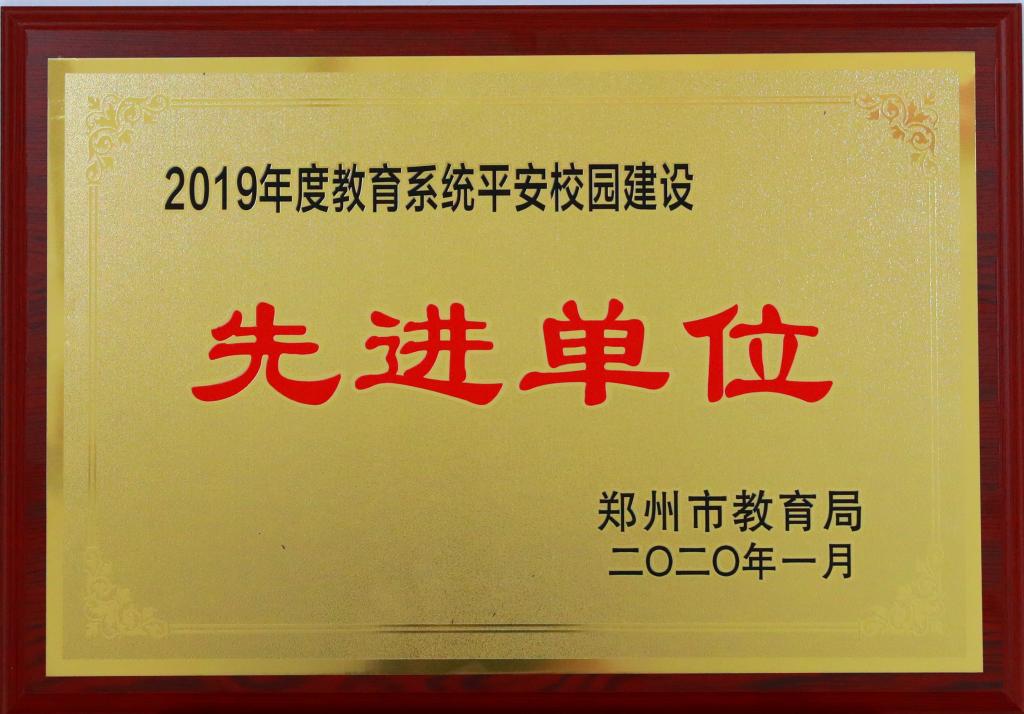 2019年度教育系统平安校园建设
先进单位
郑州市教育局
二〇二〇年一月